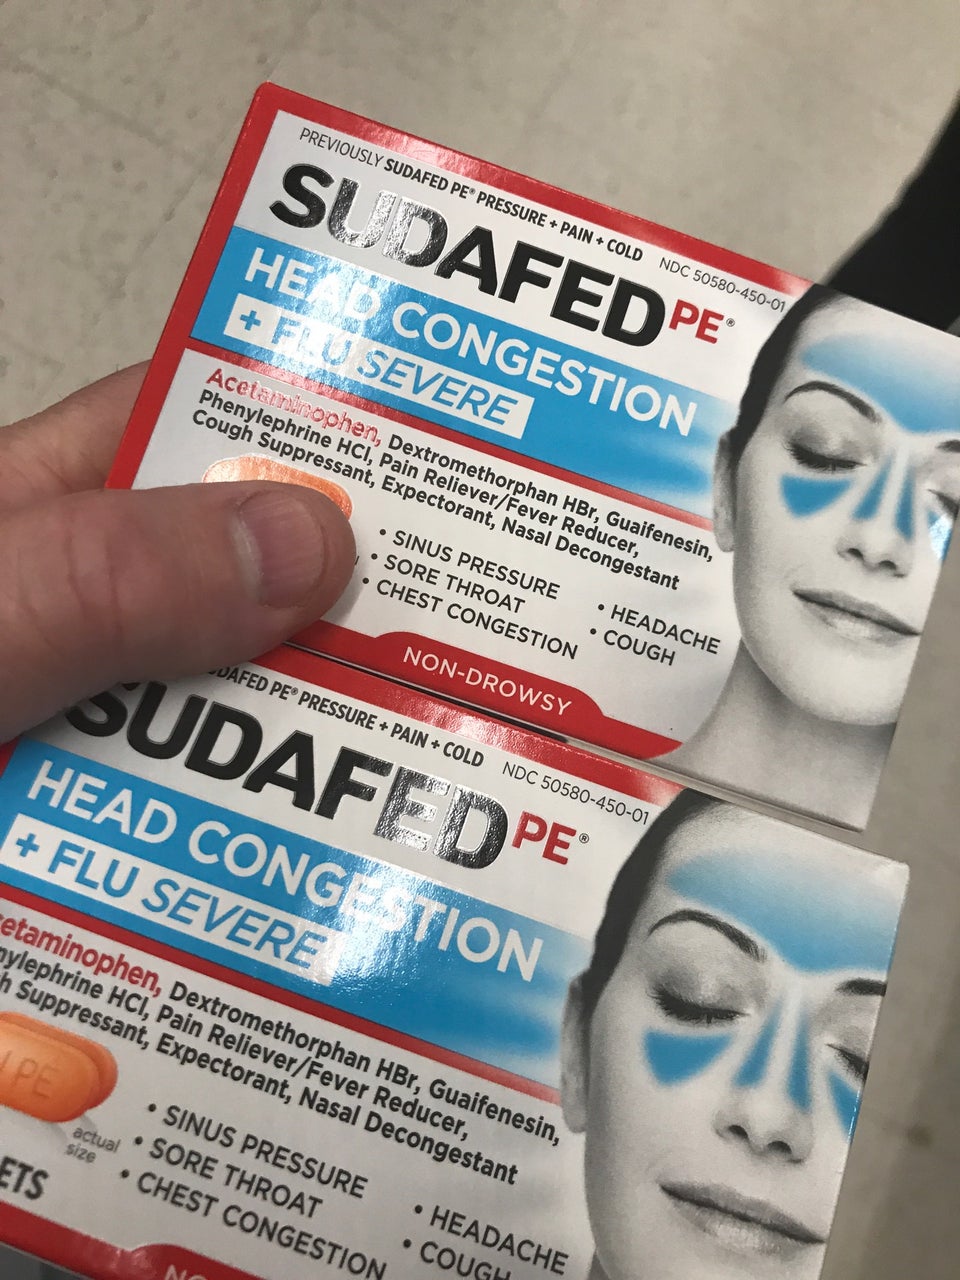 PREVIOUSLY SUDAFED PE® PRESSURE + PAIN + COLD
NDC 50580-450-01
SUDAFED PE®
HEAD CONGESTION
+ FLU SEVERE
Acetaminophen, Dextromethorphan HBr, Guaifenesin,
Phenylephrine HCl, Pain Reliever/Fever Reducer,
Cough Suppressant, Expectorant, Nasal Decongestant
• SINUS PRESSURE
• SORE THROAT
• CHEST CONGESTION
• HEADACHE
• COUGH
NON-DROWSY
UDAFED PE® PRESSURE + PAIN + COLD
NDC 50580-450-01
SUDAFED PE®
HEAD CONGESTION
+ FLU SEVERE
cetaminophen, Dextromethorphan HBr, Guaifenesin,
nylephrine HCl, Pain Reliever/Fever Reducer,
h Suppressant, Expectorant, Nasal Decongestant
PE
actual
size
ETS
• SINUS PRESSURE
• SORE THROAT
• CHEST CONGESTION
• HEADACHE
• COUGH
NO